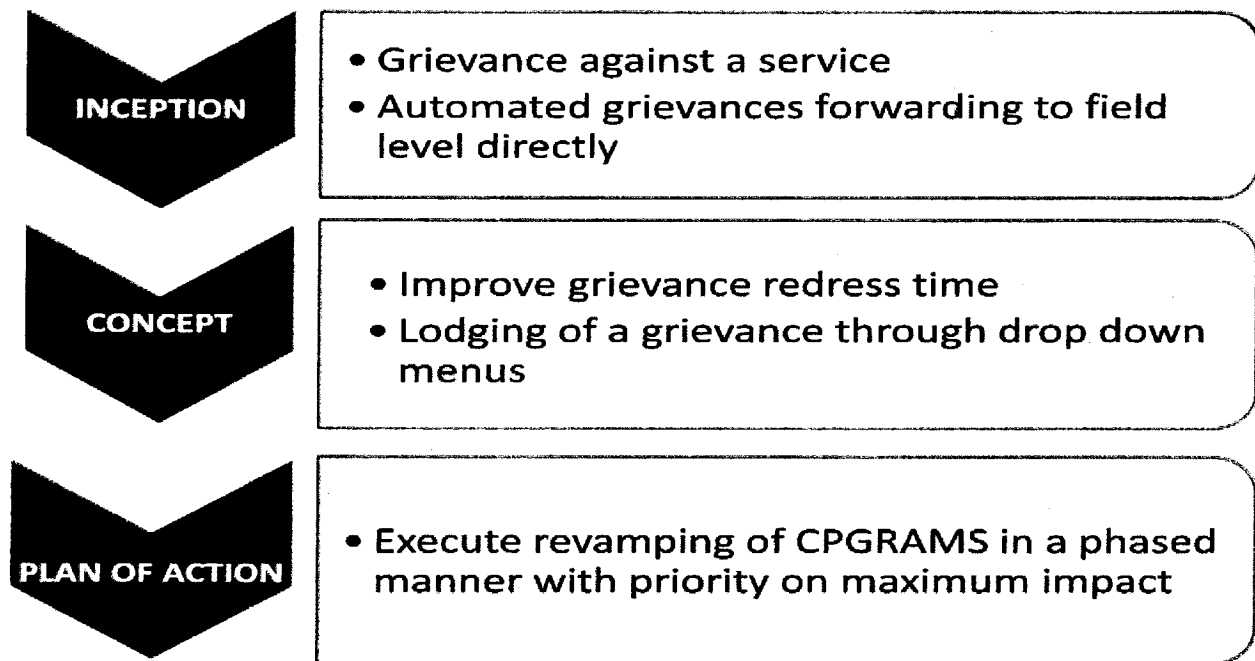 INCEPTION
• Grievance against a service
• Automated grievances forwarding to field
level directly
CONCEPT
• Improve grievance redress time
• Lodging of a grievance through drop down
menus
PLAN OF ACTION
• Execute revamping of CPGRAMS in a phased
manner with priority on maximum impact